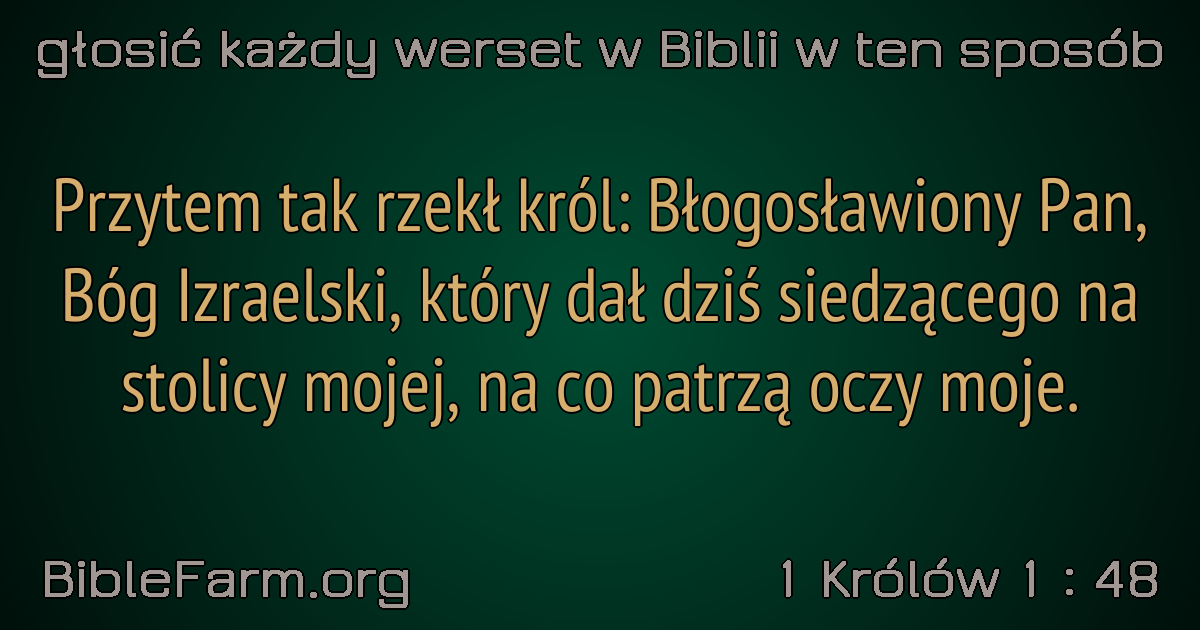 głosić każdy werset w Biblii w ten sposób
Przytem tak rzekł król: Błogosławiony Pan,
Bóg Izraelski, który dał dziś siedzącego na
stolicy mojej, na co patrzą oczy moje.
BibleFarm.org
1 Królów 1 : 48